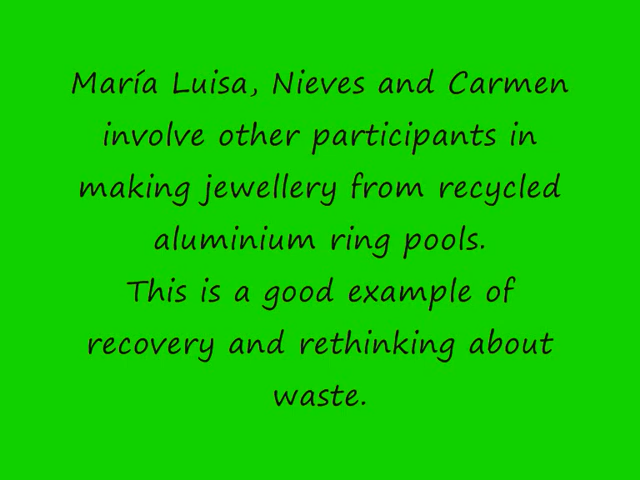 María Luisa, Nieves and Carmen
involve other participants in
making jewellery from recycled
aluminium ring pools.
This is a good example of
recovery and rethinking about
waste.